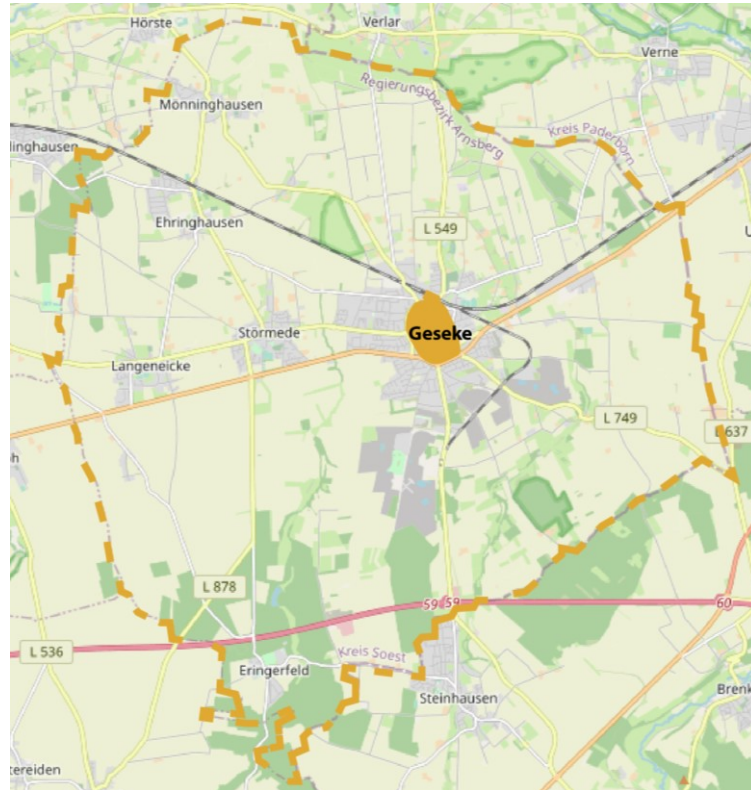 Hörste
Verlar
Verne
Mönninghausen
Regierungsbezirk Arnsberg
Kreis Paderborn
linghausen
Ehringhausen
L 549
U
Störmede
Geseke
Langeneicke
L 749
L 637
h
L 878
59
59
60
L 536
Kreis Soest
Eringerfeld
Steinhausen
Brenk
tereiden